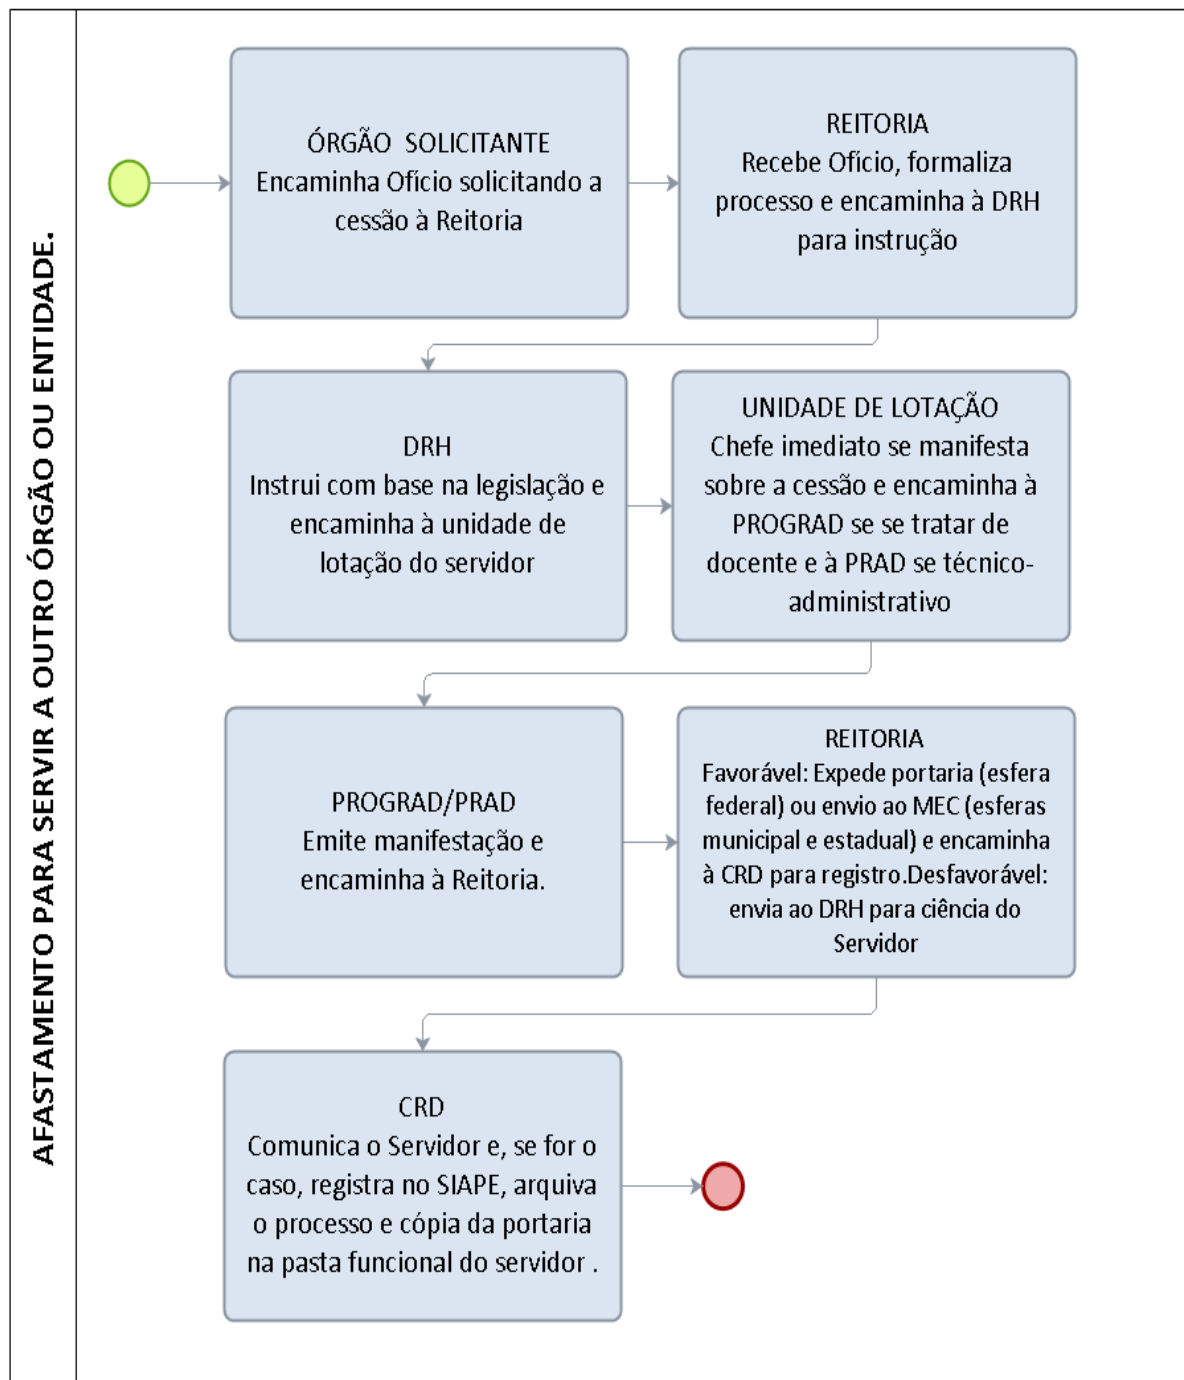 AFASTAMENTO PARA SERVIR A OUTRO ÓRGÃO OU ENTIDADE.
ÓRGÃO SOLICITANTE
Encaminha Ofício solicitando a
cessão à Reitoria
REITORIA
Recebe Ofício, formaliza
processo e encaminha à DRH
para instrução
DRH
Instrui com base na legislação e
encaminha à unidade de
lotação do servidor
UNIDADE DE LOTAÇÃO
Chefe imediato se manifesta
sobre a cessão e encaminha à
PROGRAD se se tratar de
docente e à PRAD se técnico-
administrativo
PROGRAD/PRAD
Emite manifestação e
encaminha à Reitoria.
REITORIA
Favorável: Expede portaria (esfera
federal) ou envio ao MEC (esferas
municipal e estadual) e encaminha
à CRD para registro.Desfavorável:
envia ao DRH para ciência do
Servidor
CRD
Comunica o Servidor e, se for o
caso, registra no SIAPE, arquiva
o processo e cópia da portaria
na pasta funcional do servidor .